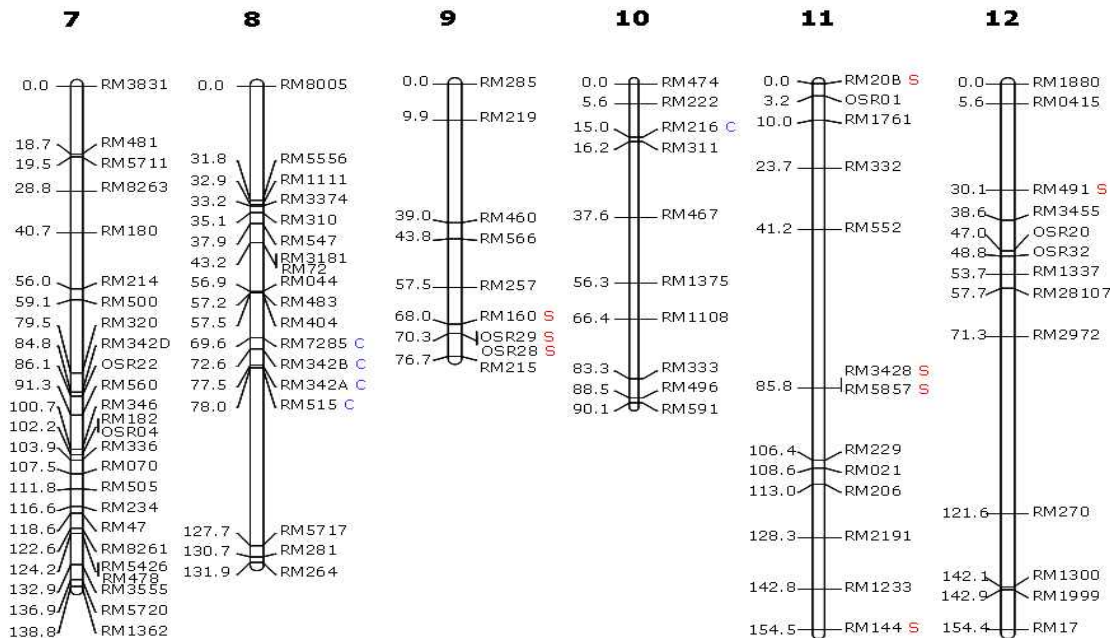 7
0.0 RM3831
18.7 RM481
19.5 RM5711
28.8 RM8263
40.7 RM180
56.0 RM214
59.1 RM500
79.5 RM320
84.8 RM342D
86.1 OSR22
91.3 RM560
100.7 RM346
102.2 RM182
OSR04
103.9 RM336
107.5 RM070
111.8 RM505
116.6 RM234
118.6 RM47
122.6 RM8261
124.2 RM5426
RM478
132.9 RM3555
136.9 RM5720
138.8 RM1362
8
0.0 RM8005
31.8 RM5556
32.9 RM1111
33.2 RM3374
35.1 RM310
37.9 RM547
43.2 RM3181
RM72
56.9 RM044
57.2 RM483
57.5 RM404
69.6 RM7285 C
72.6 RM342B C
77.5 RM342A C
78.0 RM515 C
127.7 RM5717
130.7 RM281
131.9 RM264
9
0.0 RM285
9.9 RM219
39.0 RM460
43.8 RM566
57.5 RM257
68.0 RM160 S
70.3 OSR29 S
OSR28 S
76.7 RM215
10
0.0 RM474
5.6 RM222
15.0 RM216 C
16.2 RM311
37.6 RM467
56.3 RM1375
66.4 RM1108
83.3 RM333
88.5 RM496
90.1 RM591
11
0.0 RM20B S
3.2 OSR01
10.0 RM1761
23.7 RM332
41.2 RM552
RM3428 S
85.8 RM5857 S
106.4 RM229
108.6 RM021
113.0 RM206
128.3 RM2191
142.8 RM1233
154.5 RM144 S
12
0.0 RM1880
5.6 RM0415
30.1 RM491 S
38.6 RM3455
47.0 OSR20
48.8 OSR32
53.7 RM1337
57.7 RM28107
71.3 RM2972
121.6 RM270
142.1 RM1300
142.9 RM1999
154.4 RM17